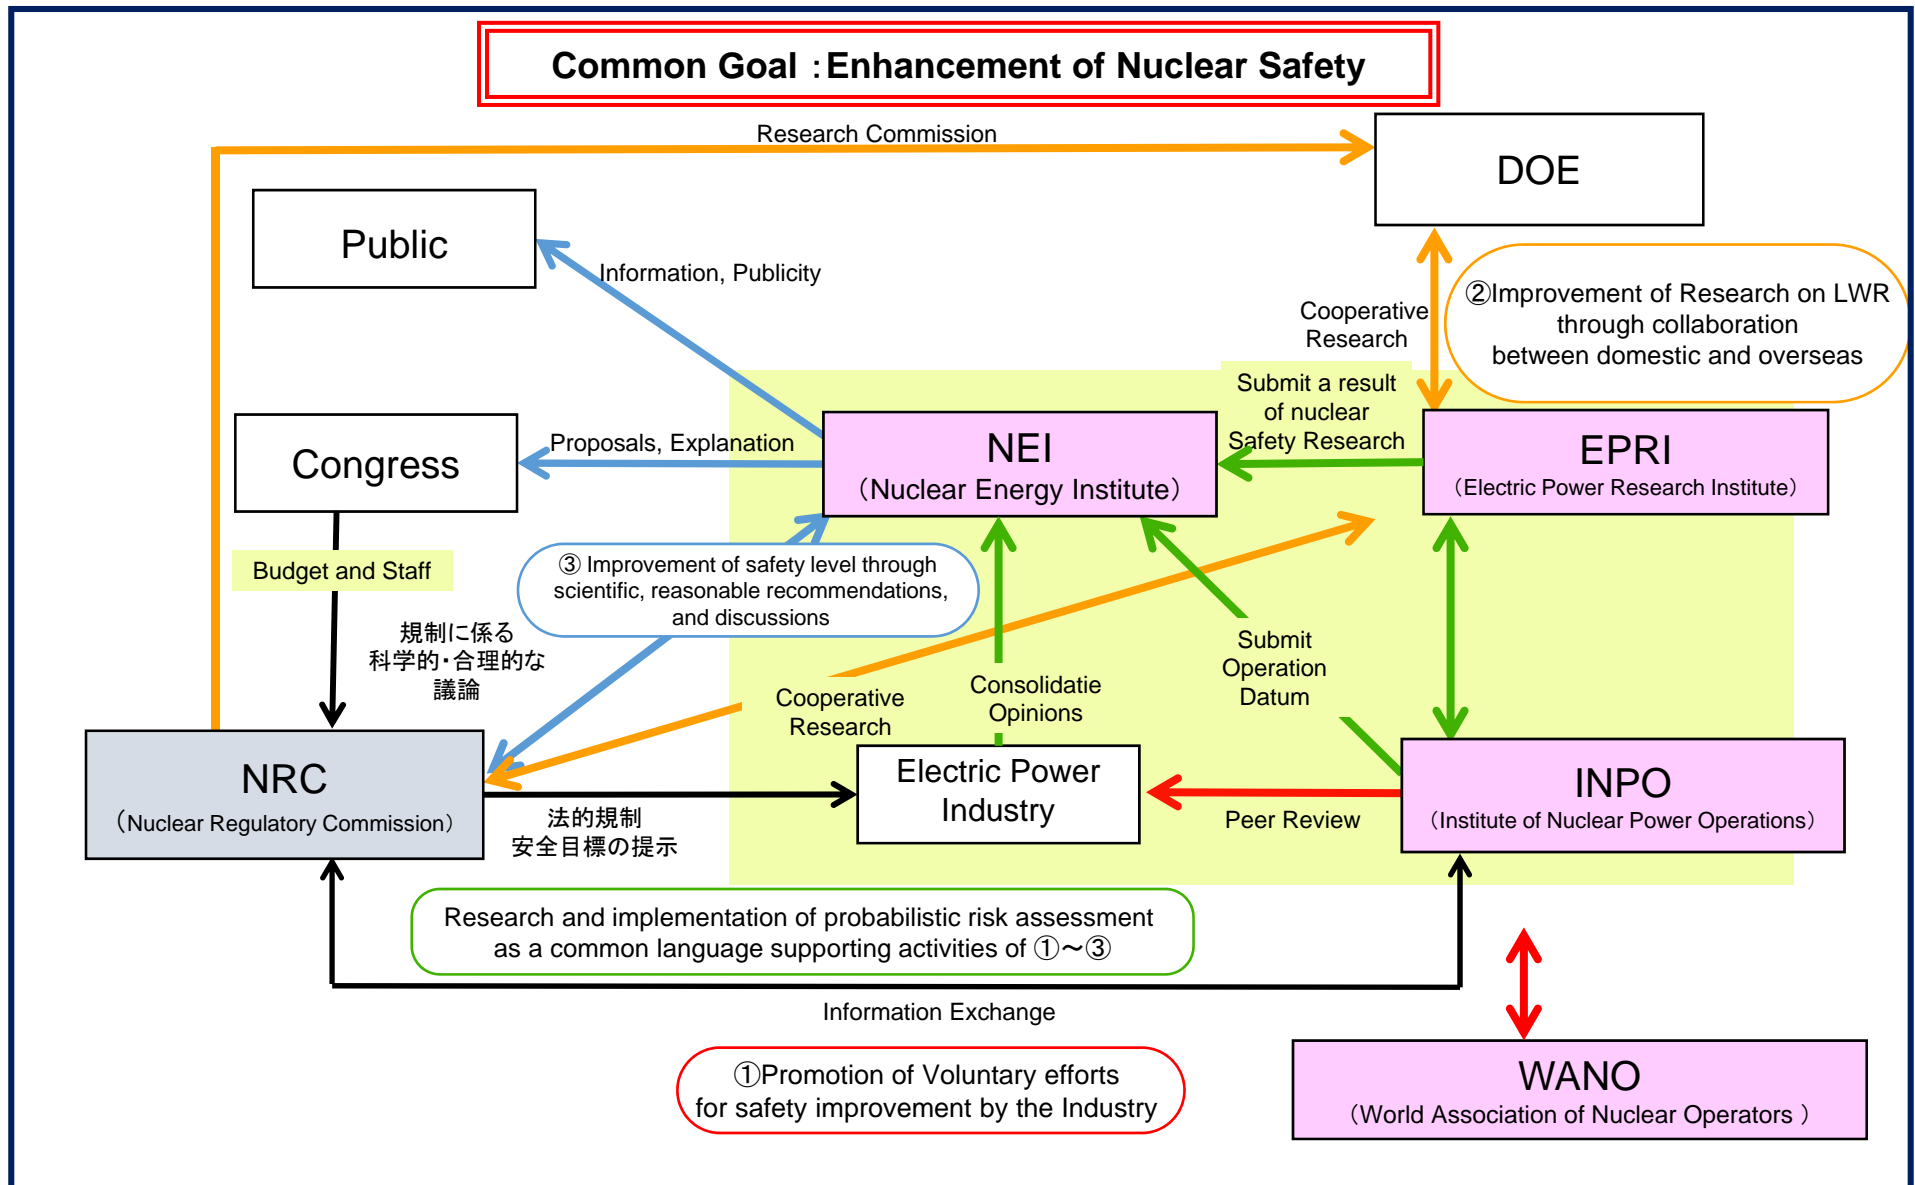 Common Goal :Enhancement of Nuclear Safety
Research Commission
DOE
Public
Information, Publicity
Cooperative
Research
②Improvement of Research on LWR
through collaboration
between domestic and overseas
Submit a result
of nuclear
Safety Research
Congress
Proposals, Explanation
NEI
（Nuclear Energy Institute）
EPRI
（Electric Power Research Institute）
Budget and Staff
③ Improvement of safety level through
scientific, reasonable recommendations,
and discussions
規制に係る
科学的・合理的な
議論
Cooperative
Research
Consolidatie
Opinions
Submit
Operation
Datum
NRC
（Nuclear Regulatory Commission）
法的規制
安全目標の提示
Electric Power
Industry
Peer Review
INPO
（Institute of Nuclear Power Operations）
Research and implementation of probabilistic risk assessment
as a common language supporting activities of ①～③
Information Exchange
①Promotion of Voluntary efforts
for safety improvement by the Industry
WANO
（World Association of Nuclear Operators ）